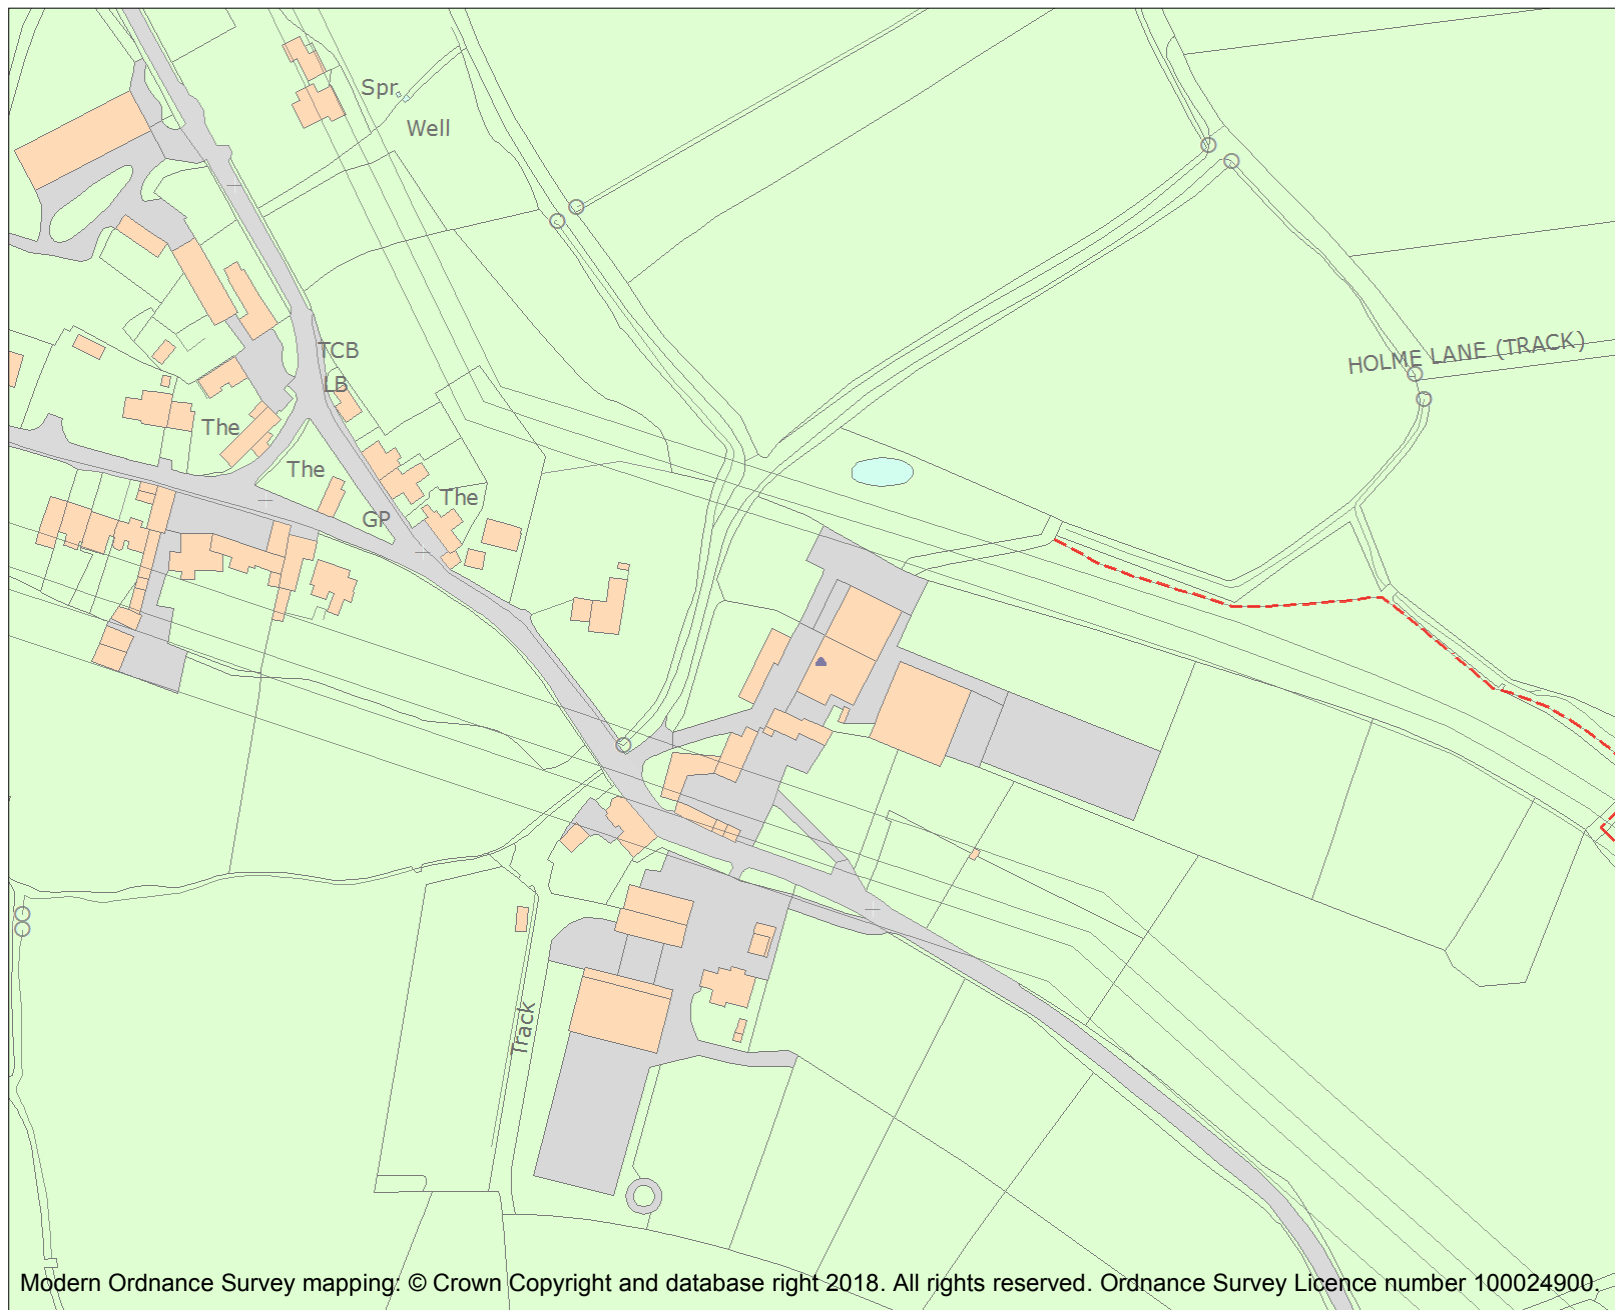 Spr
Well
TCB
HOLME LANE (TRACK)
LB
The
The
The
GP
Track
Modern Ordnance Survey mapping: © Crown Copyright and database right 2018. All rights reserved. Ordnance Survey Licence number 100024900.